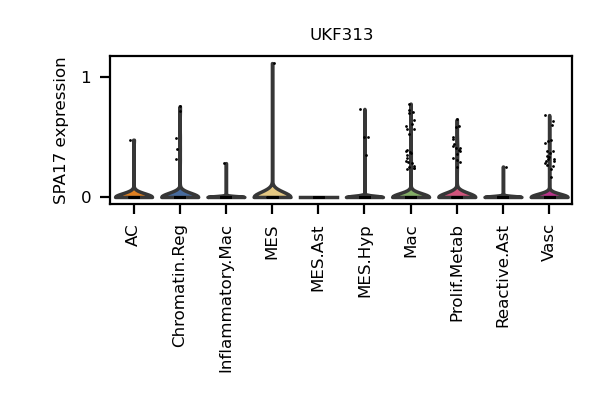 UKF313
SPA17 expression
1
0
AC
Chromatin.Reg
Inflammatory.Mac
MES
MES.Ast
MES.Hyp
Mac
Prolif.Metab
Reactive.Ast
Vasc